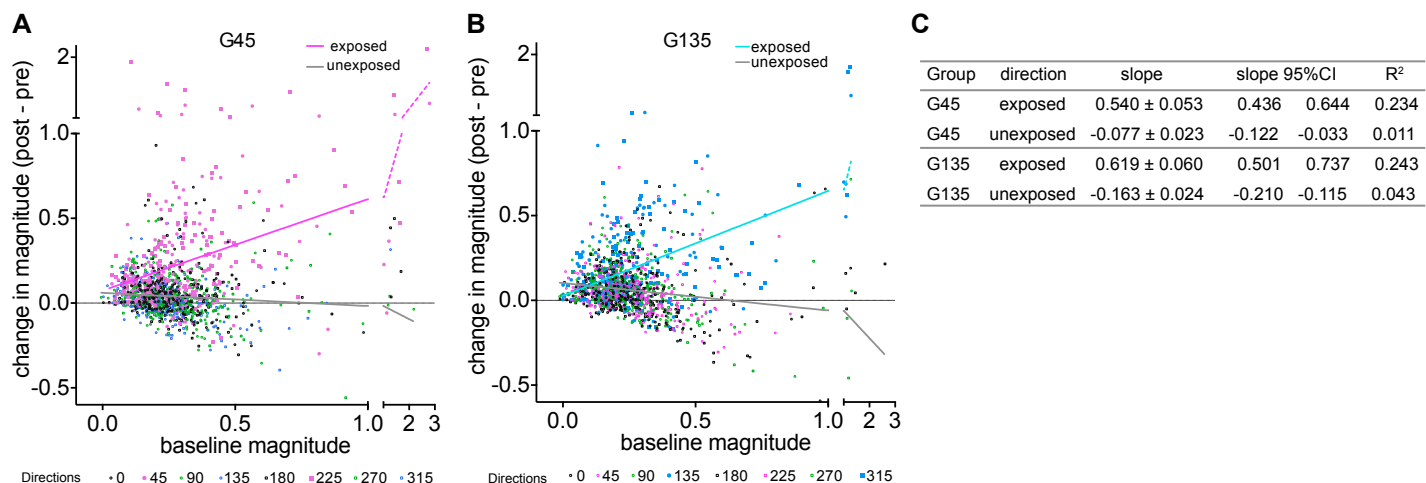 A
G45
exposed
unexposed
change in magnitude (post - pre)
2
1.0
0.5
0.0
-0.5
0.0 0.5 1.0 2 3
baseline magnitude
Directions 0 45 90 135 180 225 270 315
B
G135
exposed
unexposed
change in magnitude (post - pre)
2
1.0
0.5
0.0
-0.5
0.0 0.5 1.0 2 3
baseline magnitude
Directions 0 45 90 135 180 225 270 315
C
Group direction slope slope 95%CI R²
G45 exposed 0.540 ± 0.053 0.436 0.644 0.234
G45 unexposed -0.077 ± 0.023 -0.122 -0.033 0.011
G135 exposed 0.619 ± 0.060 0.501 0.737 0.243
G135 unexposed -0.163 ± 0.024 -0.210 -0.115 0.043